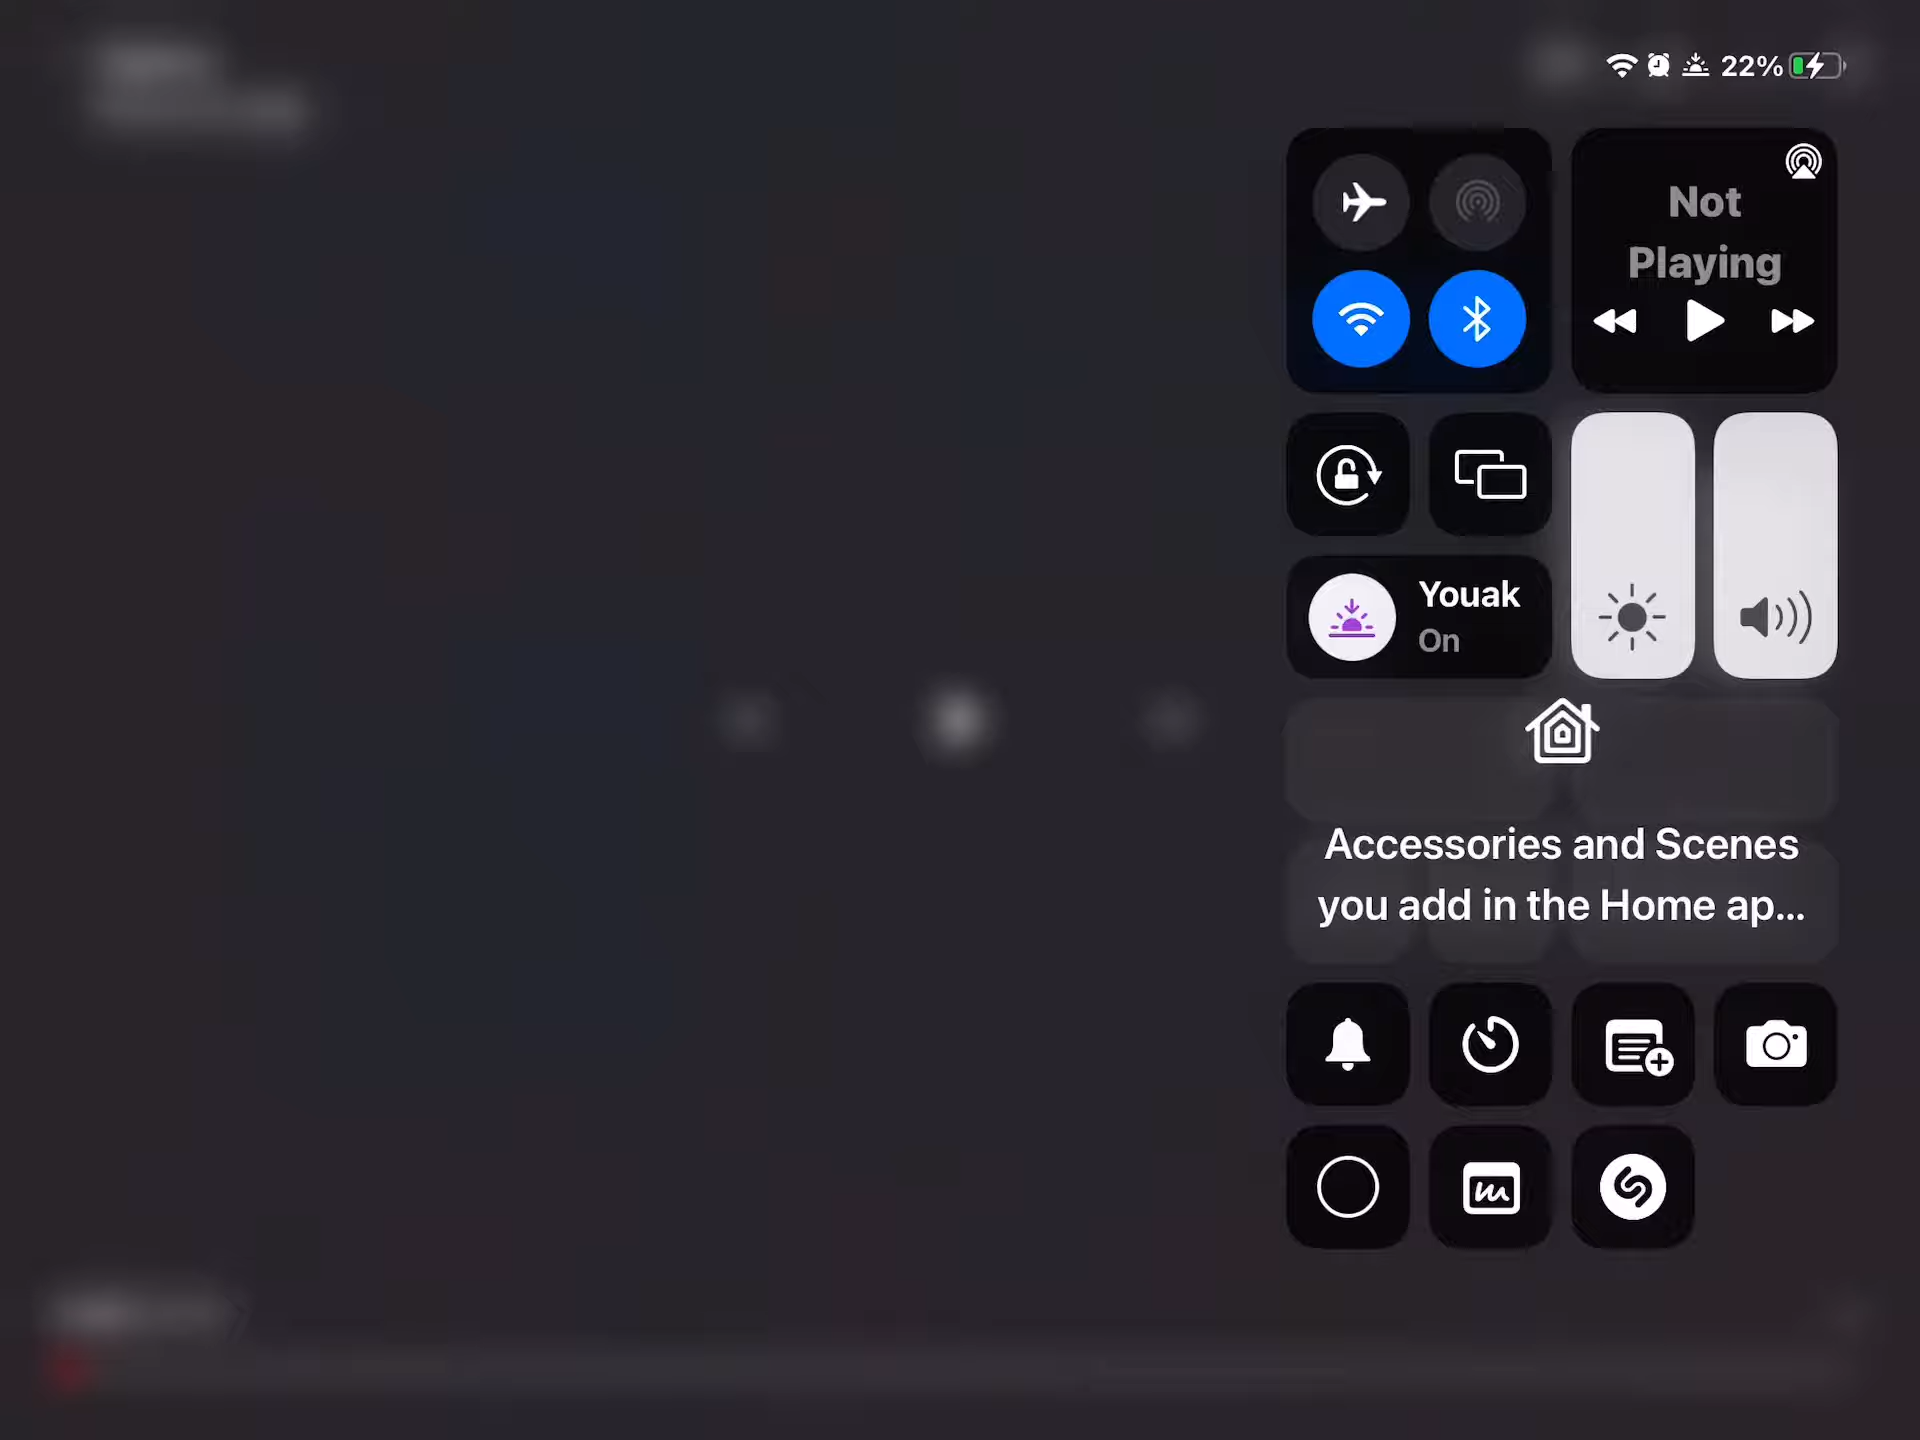 22%
Not
Playing
Youak
On
Accessories and Scenes
you add in the Home ap...